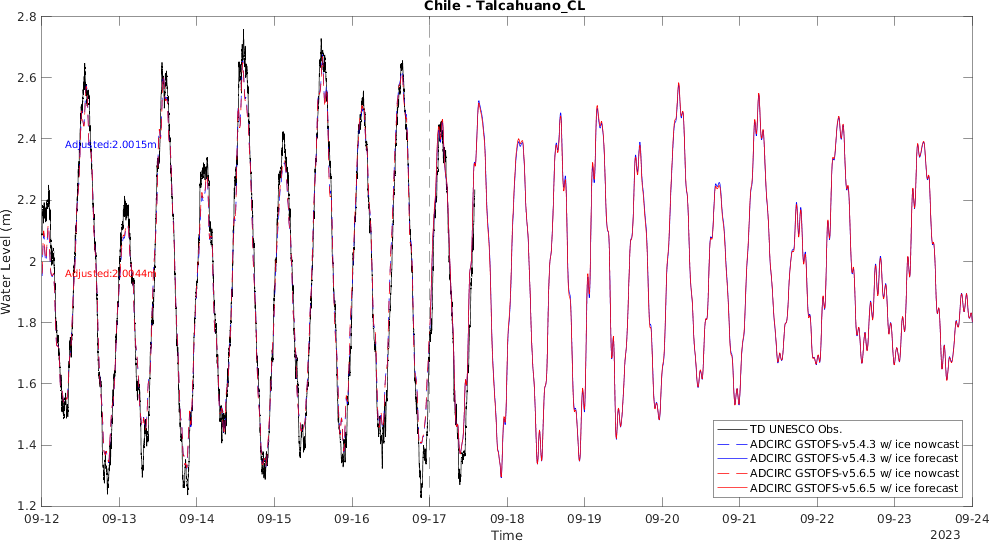 Chile - Talcahuano_CL
2.8
2.6
2.4
2.2
2
1.8
1.6
1.4
1.2
Water Level (m)
Adjusted:2.0015m
Adjusted:2.0044m
TD UNESCO Obs.
ADCIRC GSTOFS-v5.4.3 w/ ice nowcast
ADCIRC GSTOFS-v5.4.3 w/ ice forecast
ADCIRC GSTOFS-v5.6.5 w/ ice nowcast
ADCIRC GSTOFS-v5.6.5 w/ ice forecast
09-12 09-13 09-14 09-15 09-16 09-17 09-18 09-19 09-20 09-21 09-22 09-23 09-24
Time
2023